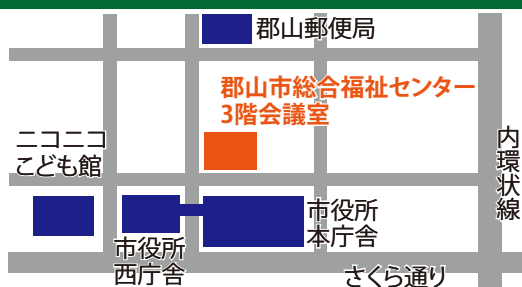 郡山郵便局
郡山市総合福祉センター
3階会議室
ニコニコ
こども館
内環状線
市役所
本庁舎
市役所
西庁舎
さくら通り